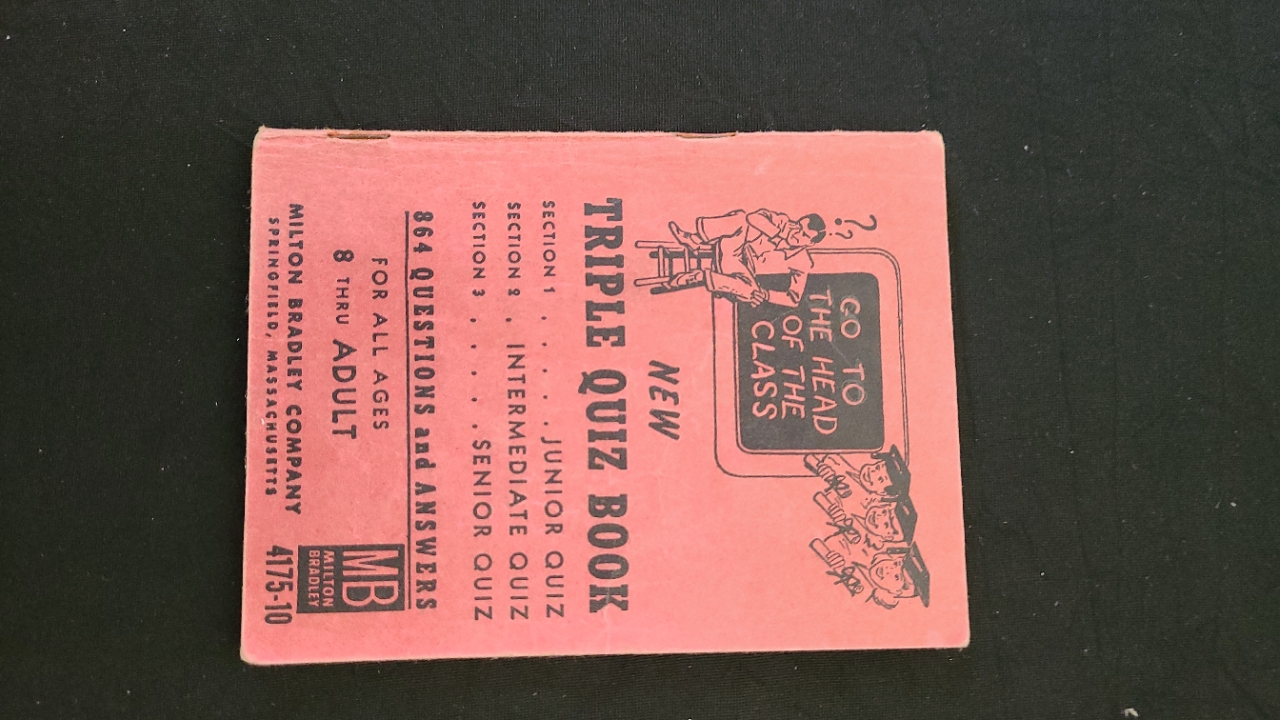 ? ? ?
GO TO
THE HEAD
OF THE
CLASS
NEW
TRIPLE QUIZ BOOK
SECTION 1 . . . . . JUNIOR QUIZ
SECTION 2 . INTERMEDIATE QUIZ
SECTION 3 . . . . . SENIOR QUIZ
864 QUESTIONS and ANSWERS
FOR ALL AGES
8 THRU ADULT
MB
MILTON
BRADLEY
MILTON BRADLEY COMPANY
SPRINGFIELD, MASSACHUSETTS
4175-10